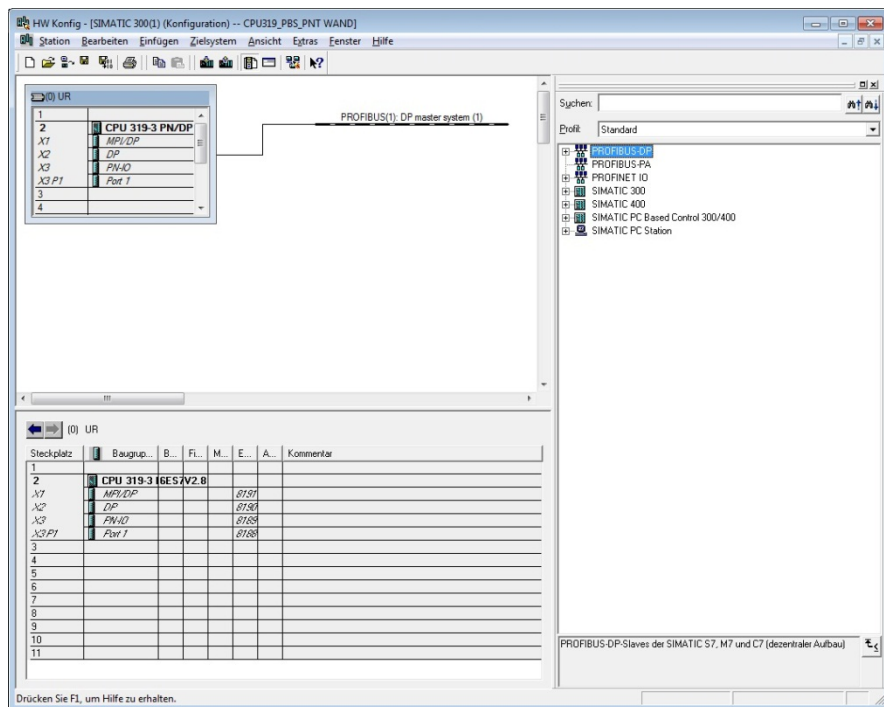 HW Konfig - [SIMATIC 300(1) (Konfiguration) -- CPU319_PBS_PNT WAND]
Station Bearbeiten Einfügen Zielsystem Ansicht Extras Fenster Hilfe
(0) UR
1
2 CPU 319-3 PN/DP
X1 MPI/DP
X2 DP
X3 PN-IO
X3 P1 Port 1
3
4
PROFIBUS(1): DP master system (1)
Suchen:
Profil: Standard
PROFIBUS-DP
PROFIBUS-PA
PROFINET IO
SIMATIC 300
SIMATIC 400
SIMATIC PC Based Control 300/400
SIMATIC PC Station
(0) UR
Steckplatz Baugrup... B... Fi... M... E... A... Kommentar
1
2 CPU 319-3 I6ES7V2.8
X1 MPI/DP 8191
X2 DP 8190
X3 PN-IO 8189
X3 P1 Port 1 8188
3
4
5
6
7
8
9
10
11
PROFIBUS-DP-Slaves der SIMATIC S7, M7 und C7 (dezentraler Aufbau)
Drücken Sie F1, um Hilfe zu erhalten.